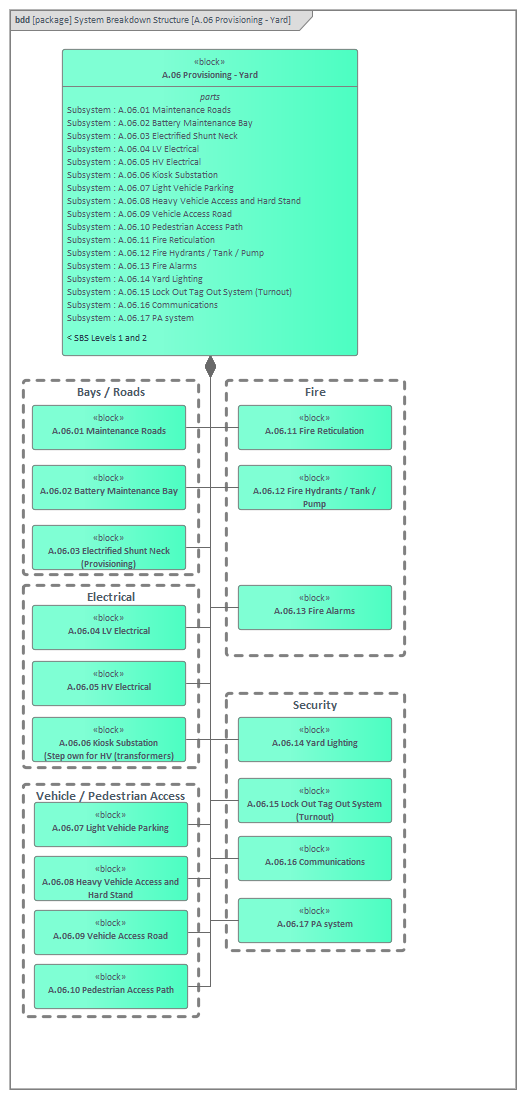 bdd [package] System Breakdown Structure [A.06 Provisioning - Yard]
«block»
A.06 Provisioning - Yard
parts
Subsystem : A.06.01 Maintenance Roads
Subsystem : A.06.02 Battery Maintenance Bay
Subsystem : A.06.03 Electrified Shunt Neck
Subsystem : A.06.04 LV Electrical
Subsystem : A.06.05 HV Electrical
Subsystem : A.06.06 Kiosk Substation
Subsystem : A.06.07 Light Vehicle Parking
Subsystem : A.06.08 Heavy Vehicle Access and Hard Stand
Subsystem : A.06.09 Vehicle Access Road
Subsystem : A.06.10 Pedestrian Access Path
Subsystem : A.06.11 Fire Reticulation
Subsystem : A.06.12 Fire Hydrants / Tank / Pump
Subsystem : A.06.13 Fire Alarms
Subsystem : A.06.14 Yard Lighting
Subsystem : A.06.15 Lock Out Tag Out System (Turnout)
Subsystem : A.06.16 Communications
Subsystem : A.06.17 PA system
< SBS Levels 1 and 2
Bays / Roads
«block»
A.06.01 Maintenance Roads
«block»
A.06.02 Battery Maintenance Bay
«block»
A.06.03 Electrified Shunt Neck
(Provisioning)
Electrical
«block»
A.06.04 LV Electrical
«block»
A.06.05 HV Electrical
«block»
A.06.06 Kiosk Substation
(Step own for HV (transformers)
Vehicle / Pedestrian Access
«block»
A.06.07 Light Vehicle Parking
«block»
A.06.08 Heavy Vehicle Access and
Hard Stand
«block»
A.06.09 Vehicle Access Road
«block»
A.06.10 Pedestrian Access Path
Fire
«block»
A.06.11 Fire Reticulation
«block»
A.06.12 Fire Hydrants / Tank /
Pump
«block»
A.06.13 Fire Alarms
Security
«block»
A.06.14 Yard Lighting
«block»
A.06.15 Lock Out Tag Out System
(Turnout)
«block»
A.06.16 Communications
«block»
A.06.17 PA system